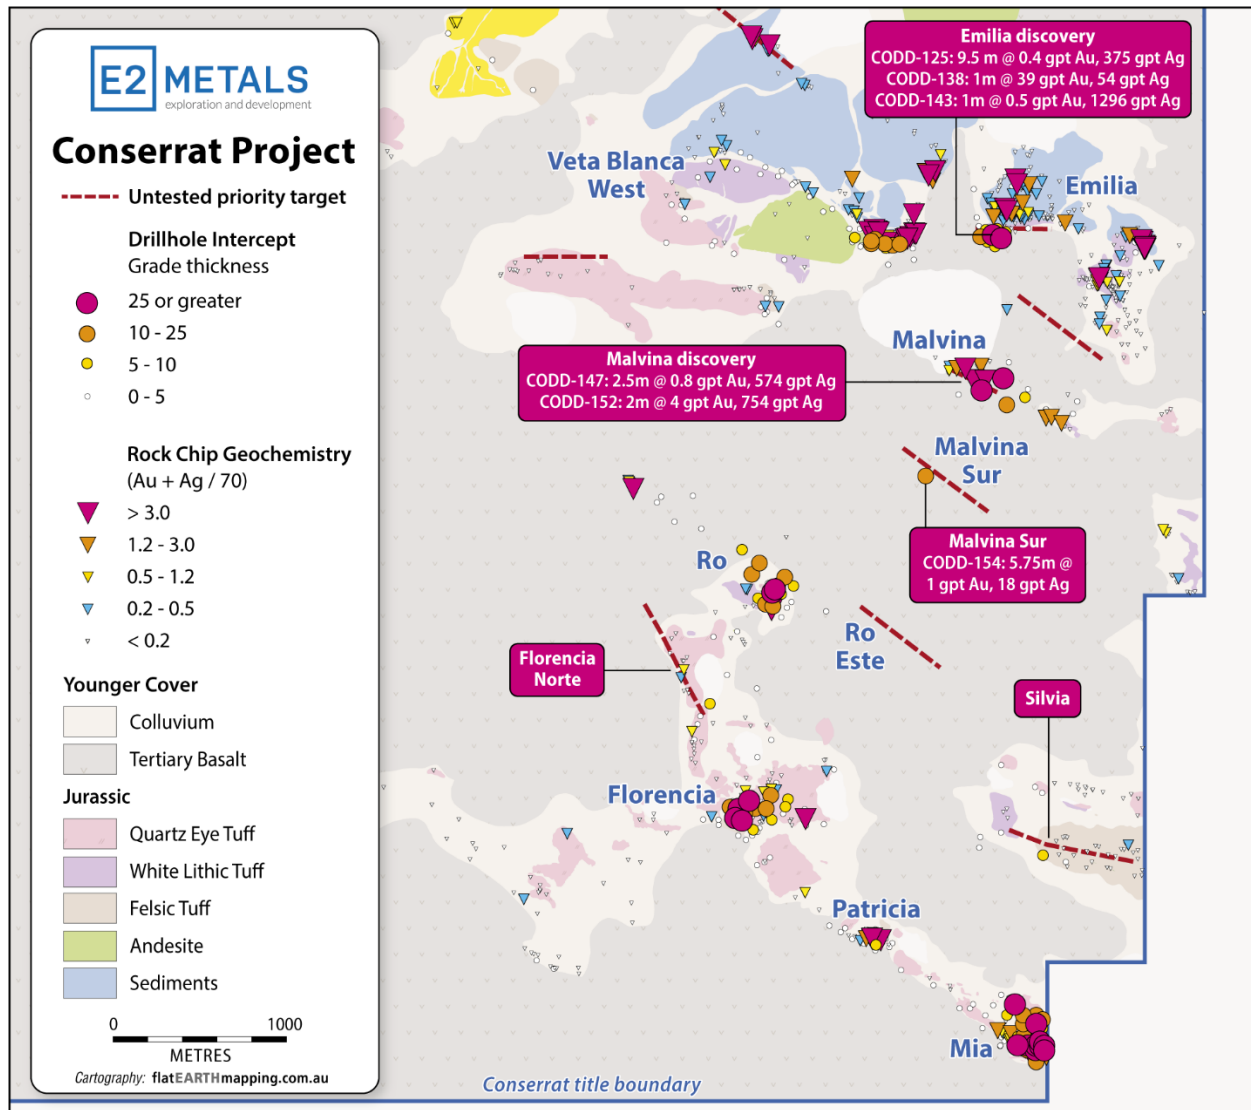 E2 METALS
exploration and development
Conserrat Project
Untested priority target
Drillhole Intercept
Grade thickness
25 or greater
10 - 25
5 - 10
0 - 5
Rock Chip Geochemistry
(Au + Ag / 70)
> 3.0
1.2 - 3.0
0.5 - 1.2
0.2 - 0.5
< 0.2
Younger Cover
Colluvium
Tertiary Basalt
Jurassic
Quartz Eye Tuff
White Lithic Tuff
Felsic Tuff
Andesite
Sediments
0 1000
METRES
Cartography: flatEARTHmapping.com.au
Emilia discovery
CODD-125: 9.5 m @ 0.4 gpt Au, 375 gpt Ag
CODD-138: 1m @ 39 gpt Au, 54 gpt Ag
CODD-143: 1m @ 0.5 gpt Au, 1296 gpt Ag
Veta Blanca
West
Emilia
Malvina
Malvina discovery
CODD-147: 2.5m @ 0.8 gpt Au, 574 gpt Ag
CODD-152: 2m @ 4 gpt Au, 754 gpt Ag
Malvina
Sur
Malvina Sur
CODD-154: 5.75m @
1 gpt Au, 18 gpt Ag
Ro
Ro
Este
Florencia
Norte
Silvia
Florencia
Patricia
Mia
Conserrat title boundary